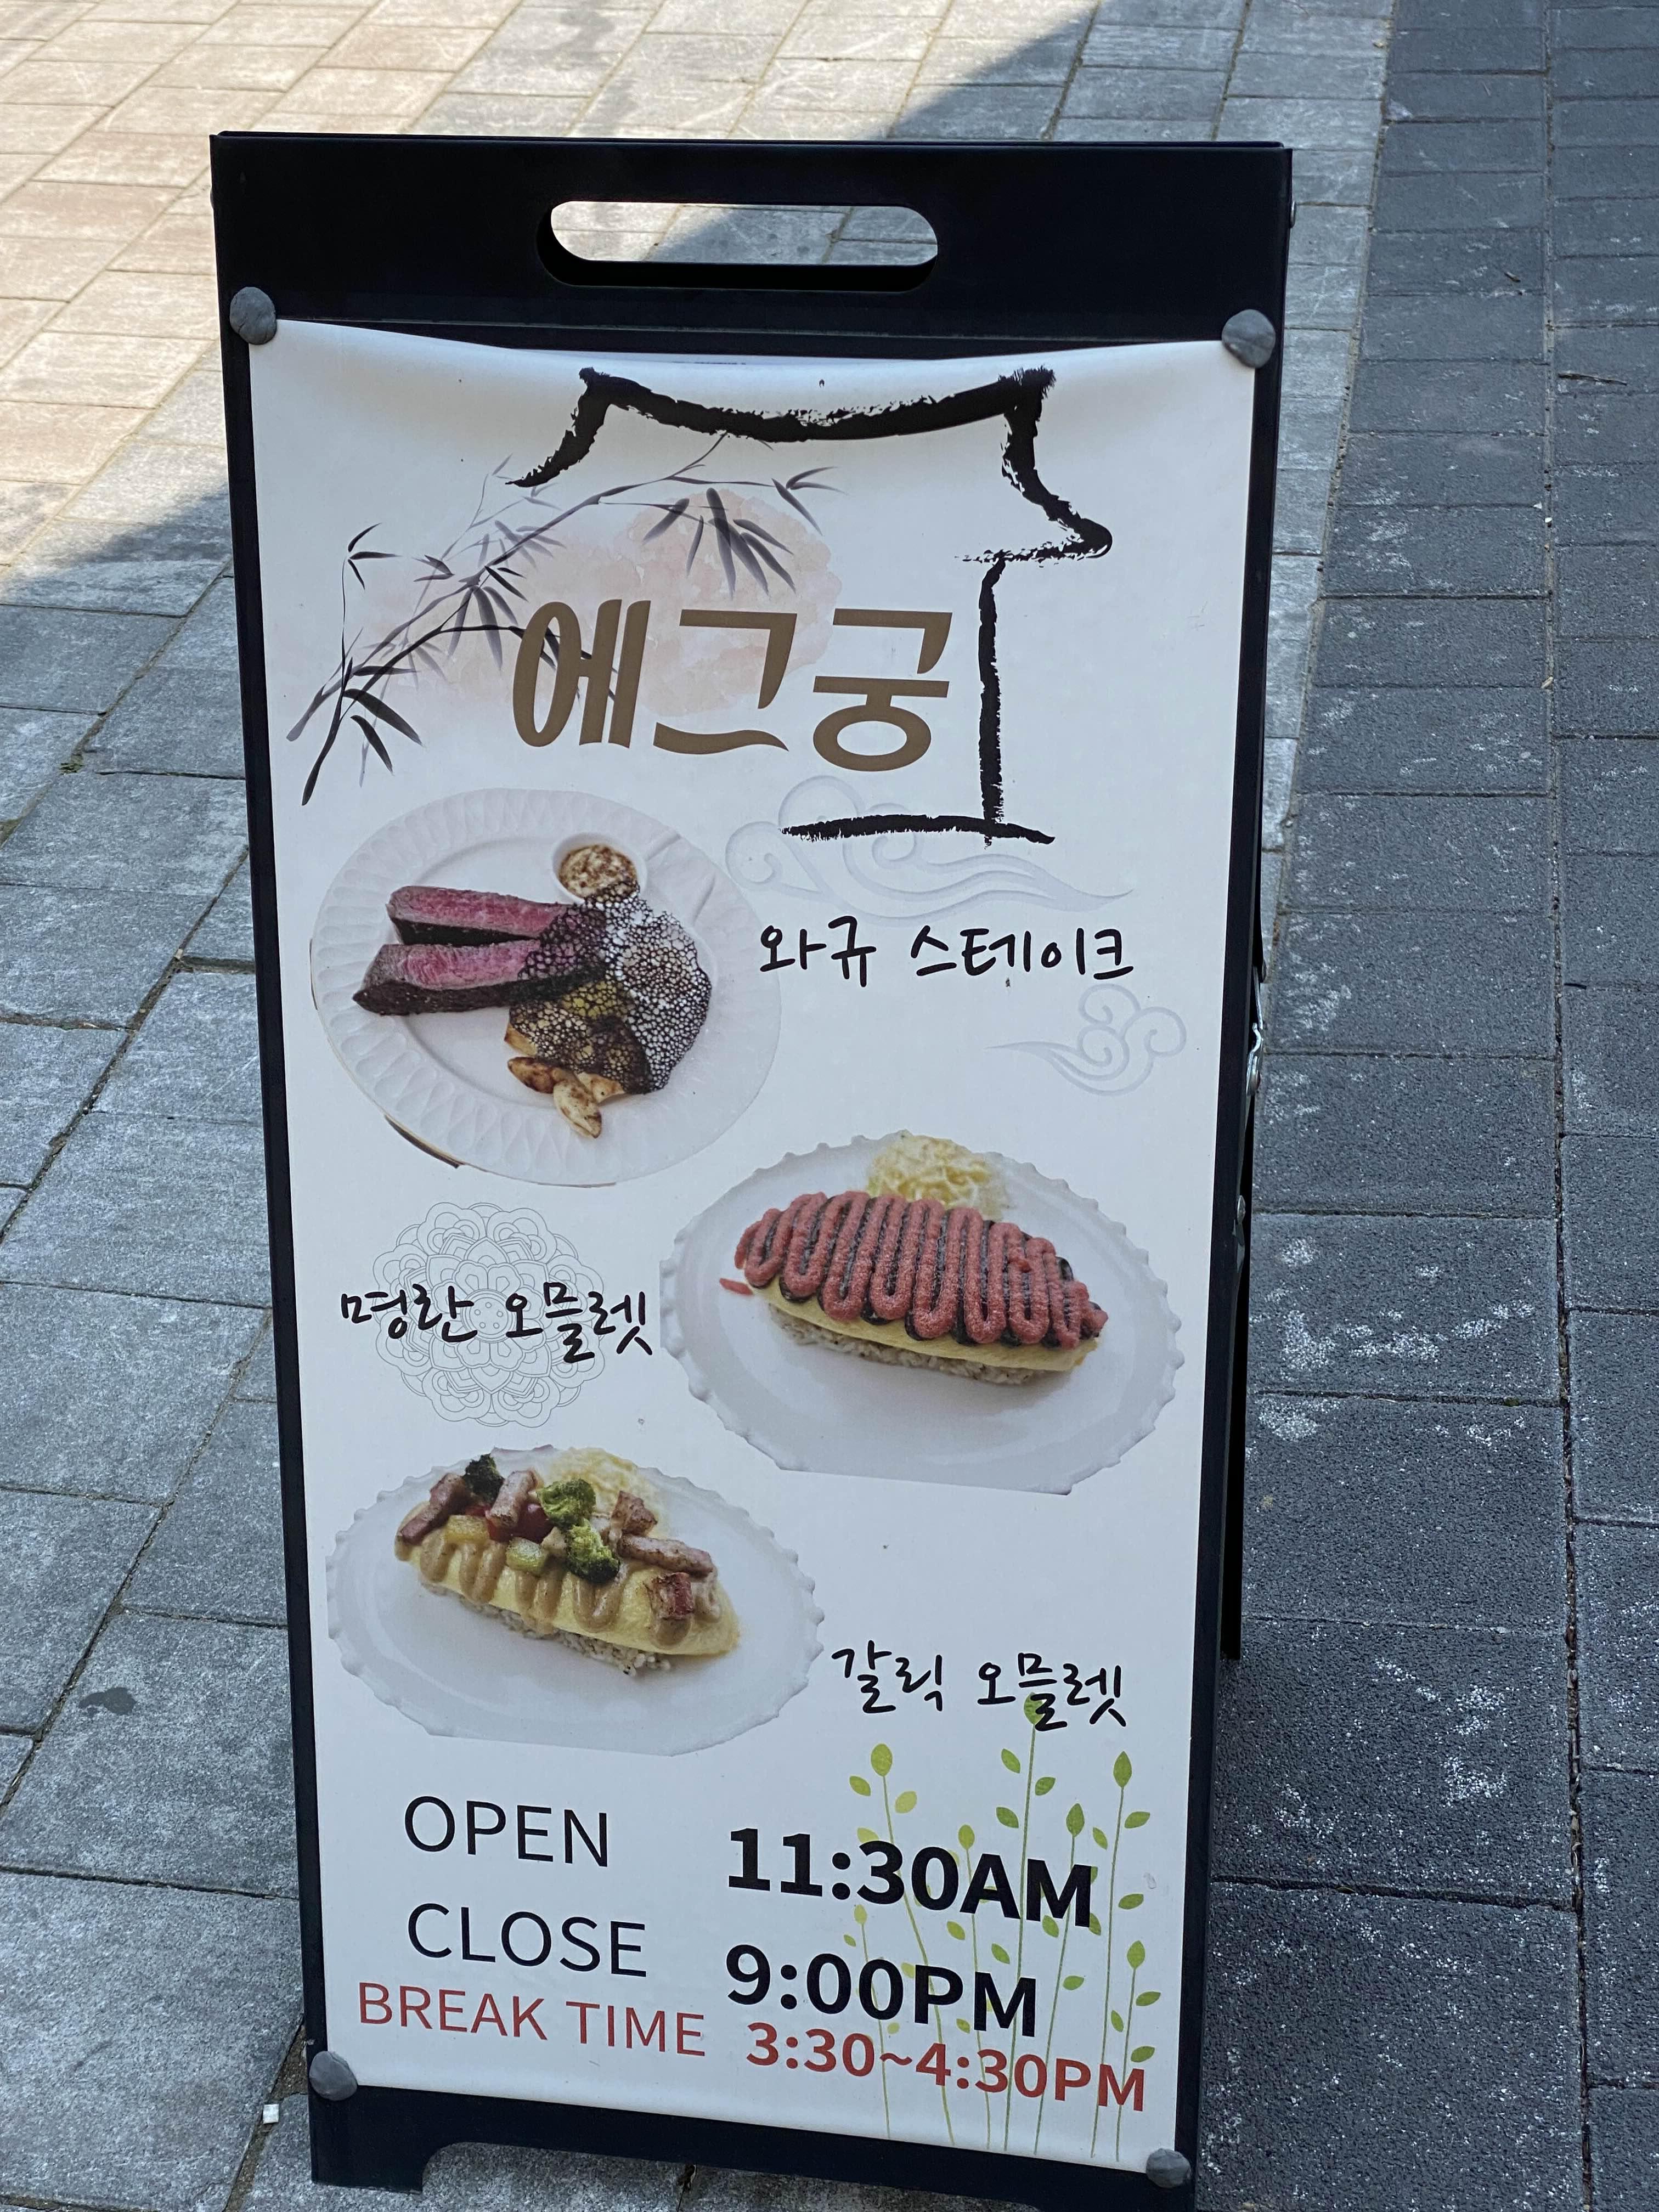 에그궁
와규 스테이크
명란 오믈렛
갈릭 오믈렛
OPEN 11:30AM
CLOSE 9:00PM
BREAK TIME 3:30~4:30PM